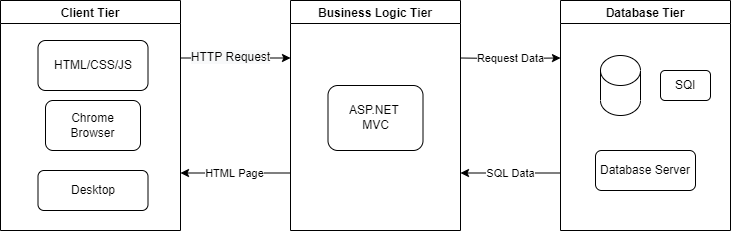 Client Tier
Business Logic Tier
Database Tier
HTML/CSS/JS
HTTP Request
Request Data
SQl
Chrome
Browser
ASP.NET
MVC
Desktop
HTML Page
SQL Data
Database Server